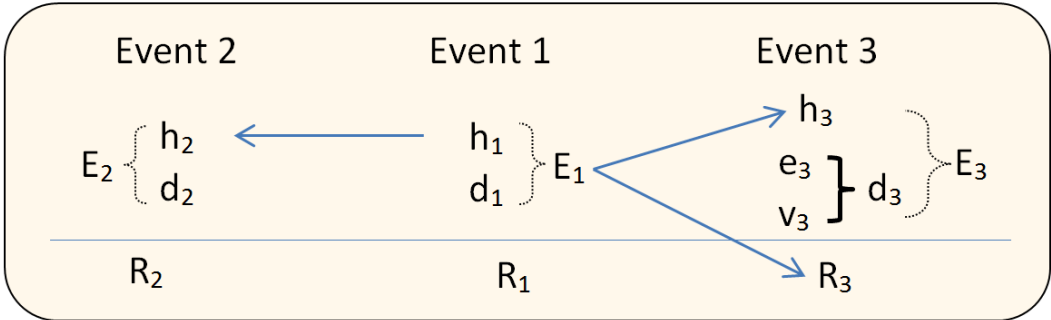 Event 2 Event 1 Event 3
h₃
h₂ h₁
E₂ E₁ e₃ E₃
d₂ d₁ d₃
v₃
R₂ R₁ R₃